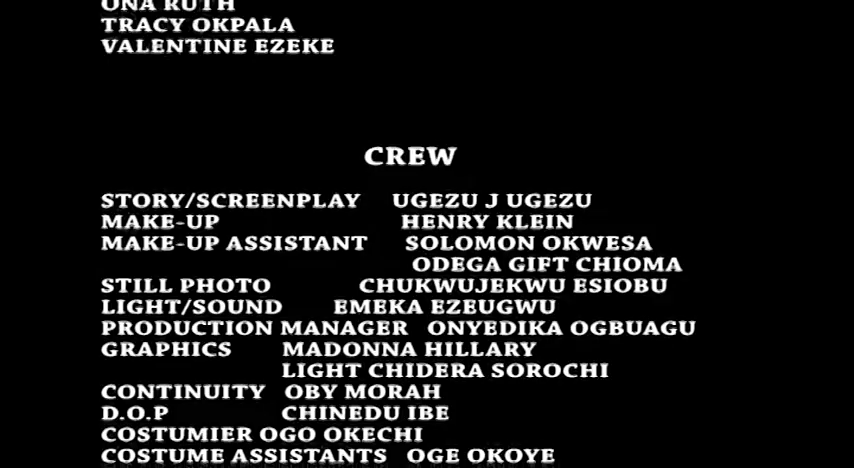 ONA RUTH
TRACY OKPALA
VALENTINE EZEKE
CREW
STORY/SCREENPLAY UGEZU J UGEZU
MAKE-UP HENRY KLEIN
MAKE-UP ASSISTANT SOLOMON OKWESA
ODEGA GIFT CHIOMA
STILL PHOTO CHUKWUJEKWU ESIOBU
LIGHT/SOUND EMEKA EZEUGWU
PRODUCTION MANAGER ONYEDIKA OGBUAGU
GRAPHICS MADONNA HILLARY
LIGHT CHIDERA SOROCHI
CONTINUITY OBY MORAH
D.O.P CHINEDU IBE
COSTUMIER OGO OKECHI
COSTUME ASSISTANTS OGE OKOYE